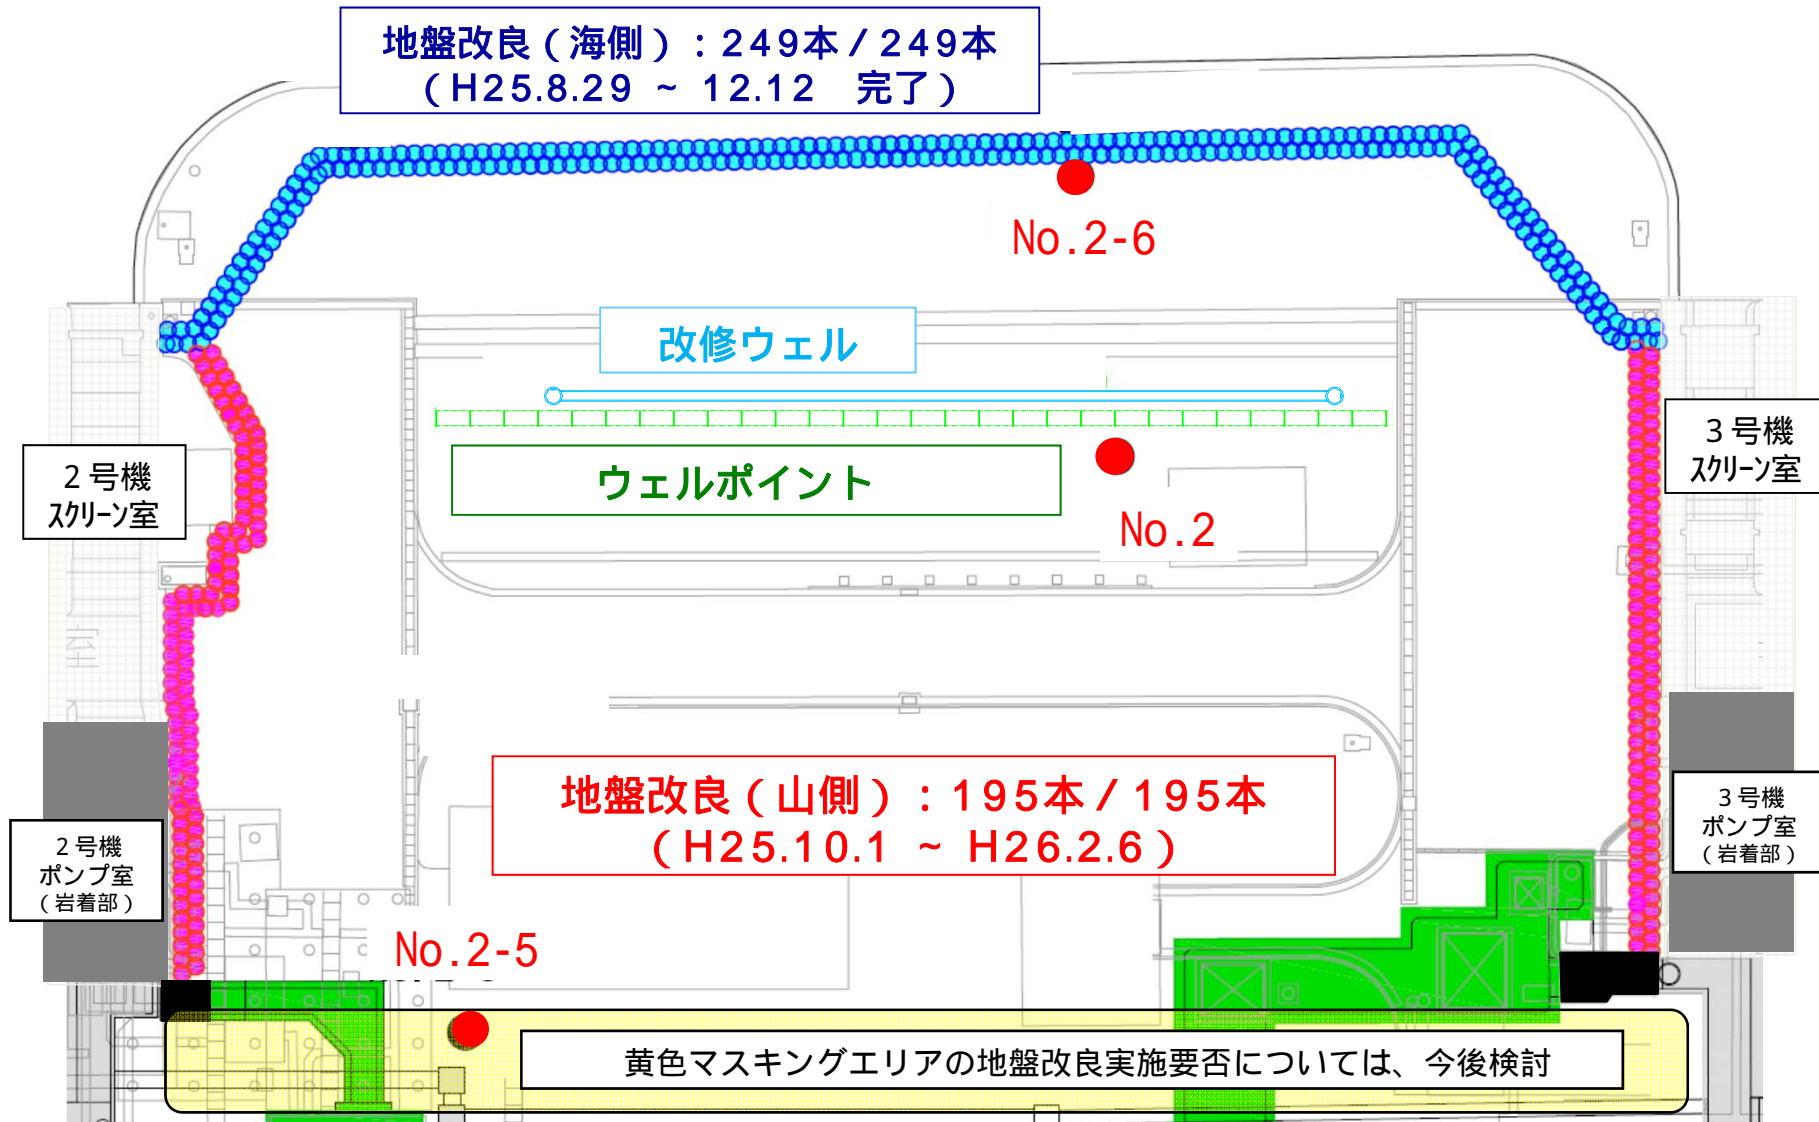 地盤改良（海側）：249本／249本
（H25.8.29 ~ 12.12　完了）
No.2-6
改修ウェル
ウェルポイント
No.2
2号機
ｽｸﾘｰﾝ室
3号機
ｽｸﾘｰﾝ室
地盤改良（山側）：195本／195本
（H25.10.1 ~ H26.2.6）
2号機
ポンプ室
（岩着部）
3号機
ポンプ室
（岩着部）
No.2-5
黄色マスキングエリアの地盤改良実施要否については、今後検討